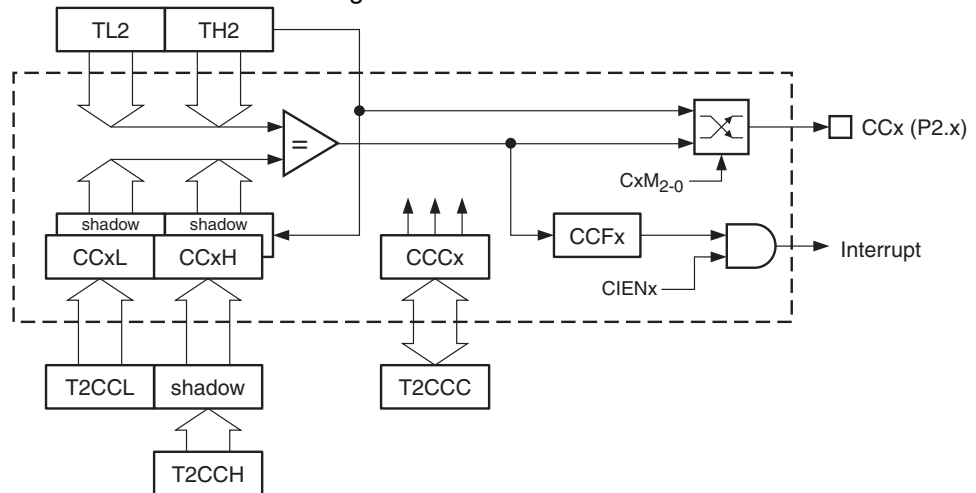 TL2 TH2
=
CCx (P2.x)
CxM2-0
shadow shadow
CCxL CCxH
CCCx
CCFx
Interrupt
CIENx
T2CCL shadow
T2CCC
T2CCH